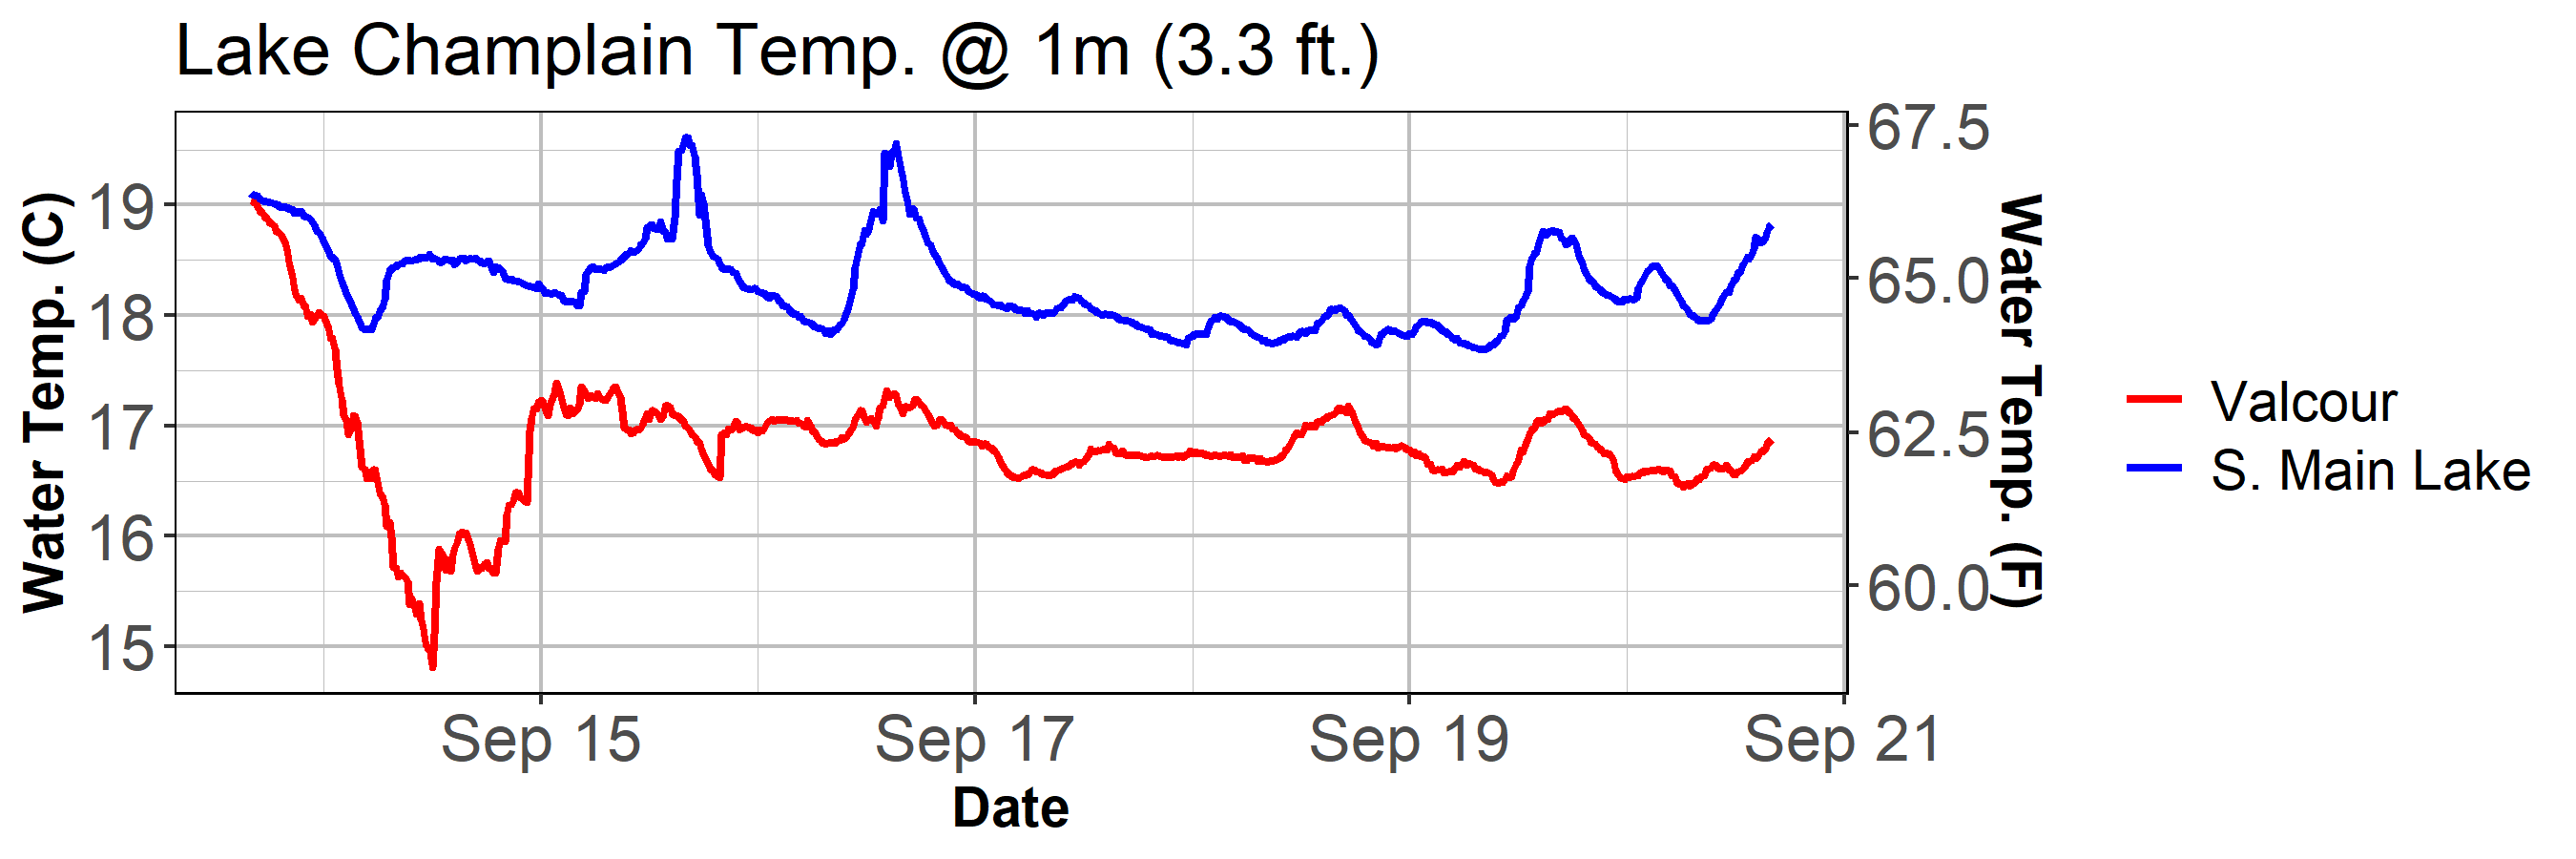 Lake Champlain Temp. @ 1m (3.3 ft.)
Water Temp. (C)
19
18
17
16
15
67.5
65.0
62.5
60.0
Water Temp. (F)
Sep 15
Sep 17
Sep 19
Sep 21
Date
Valcour
S. Main Lake